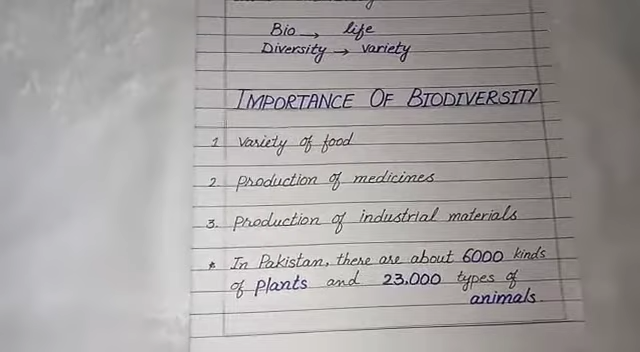 Bio → life
Diversity → variety
IMPORTANCE OF BIODIVERSITY
1 variety of food
2. production of medicines
3. production of industrial materials
* In Pakistan, there are about 6000 kinds
of plants and 23,000 types of
animals